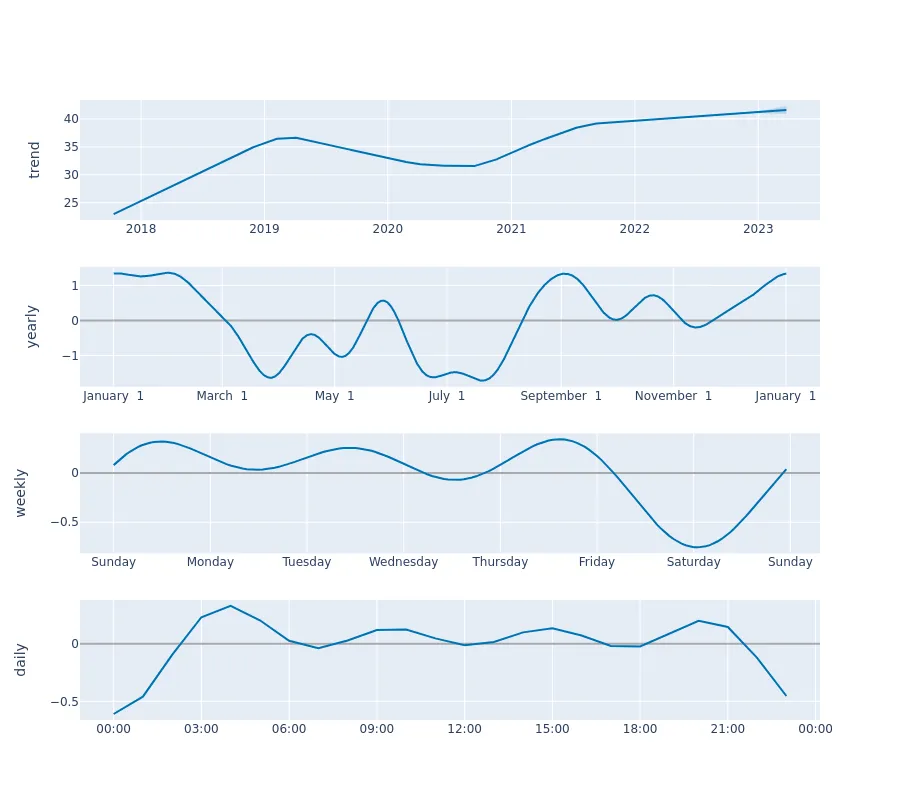 trend
40
35
30
25
2018 2019 2020 2021 2022 2023
yearly
1
0
−1
January 1 March 1 May 1 July 1 September 1 November 1 January 1
weekly
0
−0.5
Sunday Monday Tuesday Wednesday Thursday Friday Saturday Sunday
daily
0
−0.5
00:00 03:00 06:00 09:00 12:00 15:00 18:00 21:00 00:00